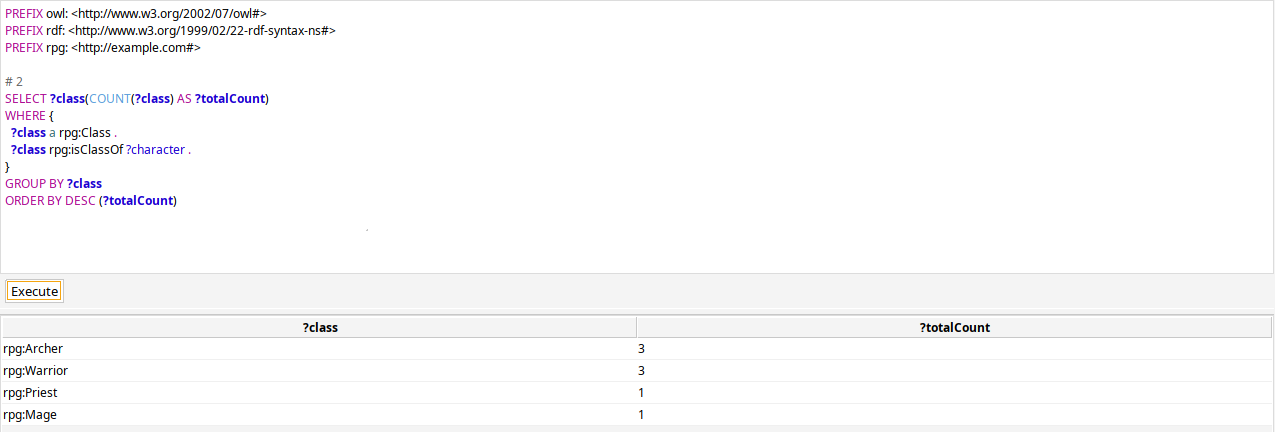 PREFIX owl: <http://www.w3.org/2002/07/owl#>
PREFIX rdf: <http://www.w3.org/1999/02/22-rdf-syntax-ns#>
PREFIX rpg: <http://example.com#>
# 2
SELECT ?class(COUNT(?class) AS ?totalCount)
WHERE {
?class a rpg:Class .
?class rpg:isClassOf ?character .
}
GROUP BY ?class
ORDER BY DESC (?totalCount)
Execute
?class ?totalCount
rpg:Archer 3
rpg:Warrior 3
rpg:Priest 1
rpg:Mage 1